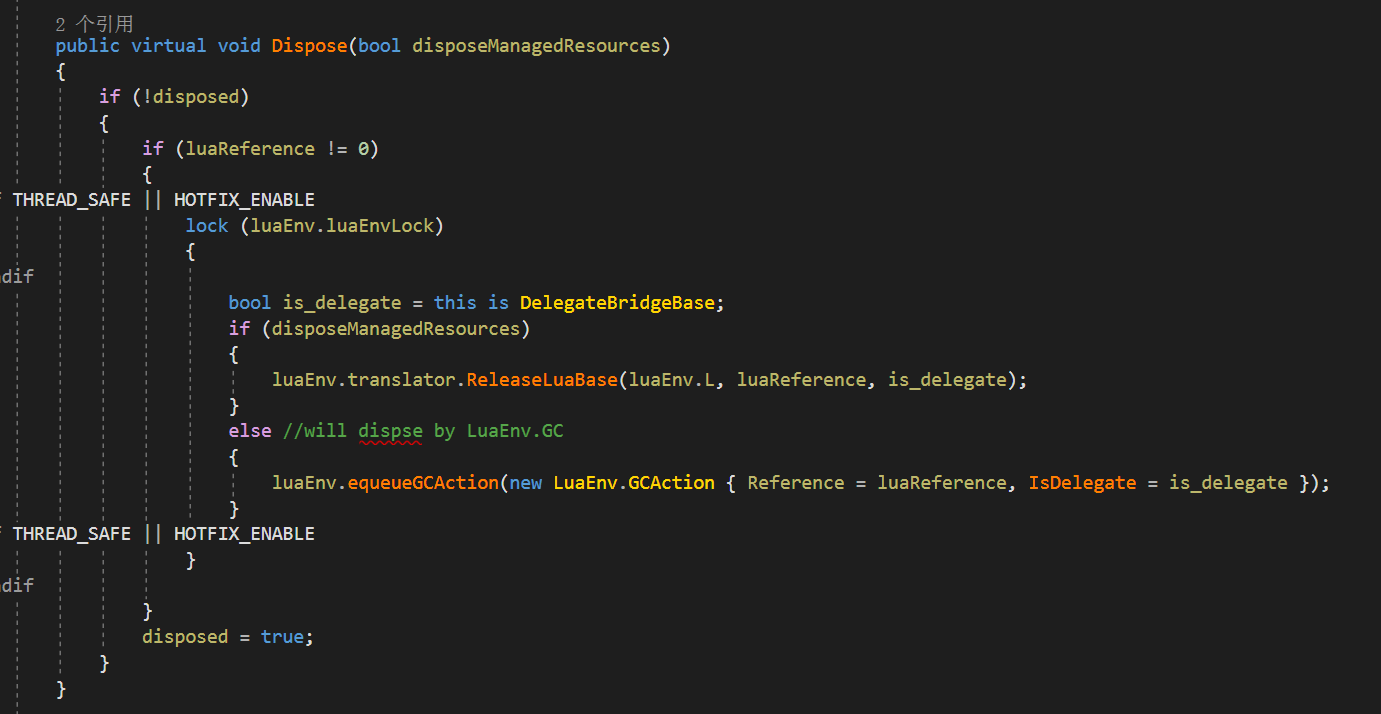 2 个引用
public virtual void Dispose(bool disposeManagedResources)
{
if (!disposed)
{
if (luaReference != 0)
{
THREAD_SAFE || HOTFIX_ENABLE
lock (luaEnv.luaEnvLock)
{
dif
bool is_delegate = this is DelegateBridgeBase;
if (disposeManagedResources)
{
luaEnv.translator.ReleaseLuaBase(luaEnv.L, luaReference, is_delegate);
}
else //will dispse by LuaEnv.GC
{
luaEnv.equeueGCAction(new LuaEnv.GCAction { Reference = luaReference, IsDelegate = is_delegate });
}
THREAD_SAFE || HOTFIX_ENABLE
}
dif
}
disposed = true;
}
}